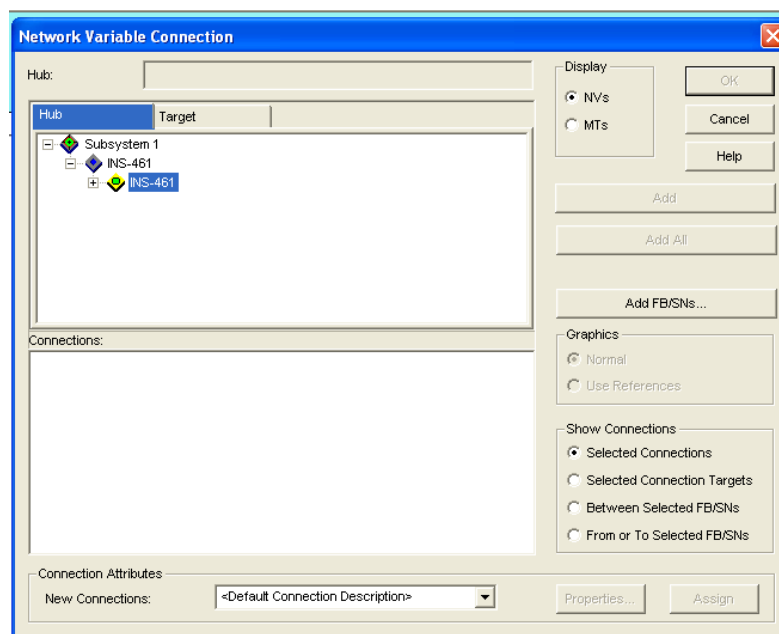 Network Variable Connection
Hub:
Display
NVs
MTs
OK
Cancel
Help
Hub
Target
Subsystem 1
INS-461
INS-461
Add
Add All
Add FB/SNs...
Connections:
Graphics
Normal
Use References
Show Connections
Selected Connections
Selected Connection Targets
Between Selected FB/SNs
From or To Selected FB/SNs
Connection Attributes
New Connections:
<Default Connection Description>
Properties...
Assign